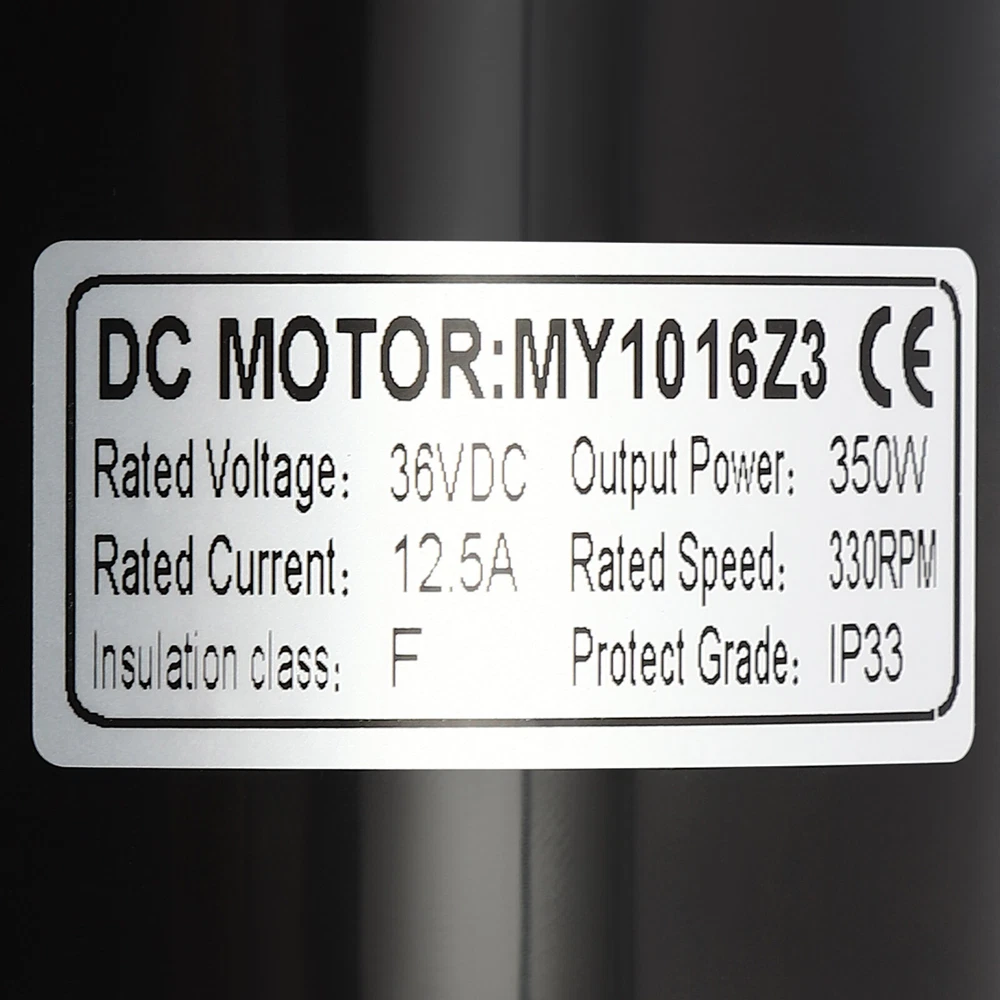 DC MOTOR:MY1016Z3 CE
Rated Voltage: 36VDC Output Power: 350W
Rated Current: 12.5A Rated Speed: 330RPM
Insulation class: F Protect Grade: IP33